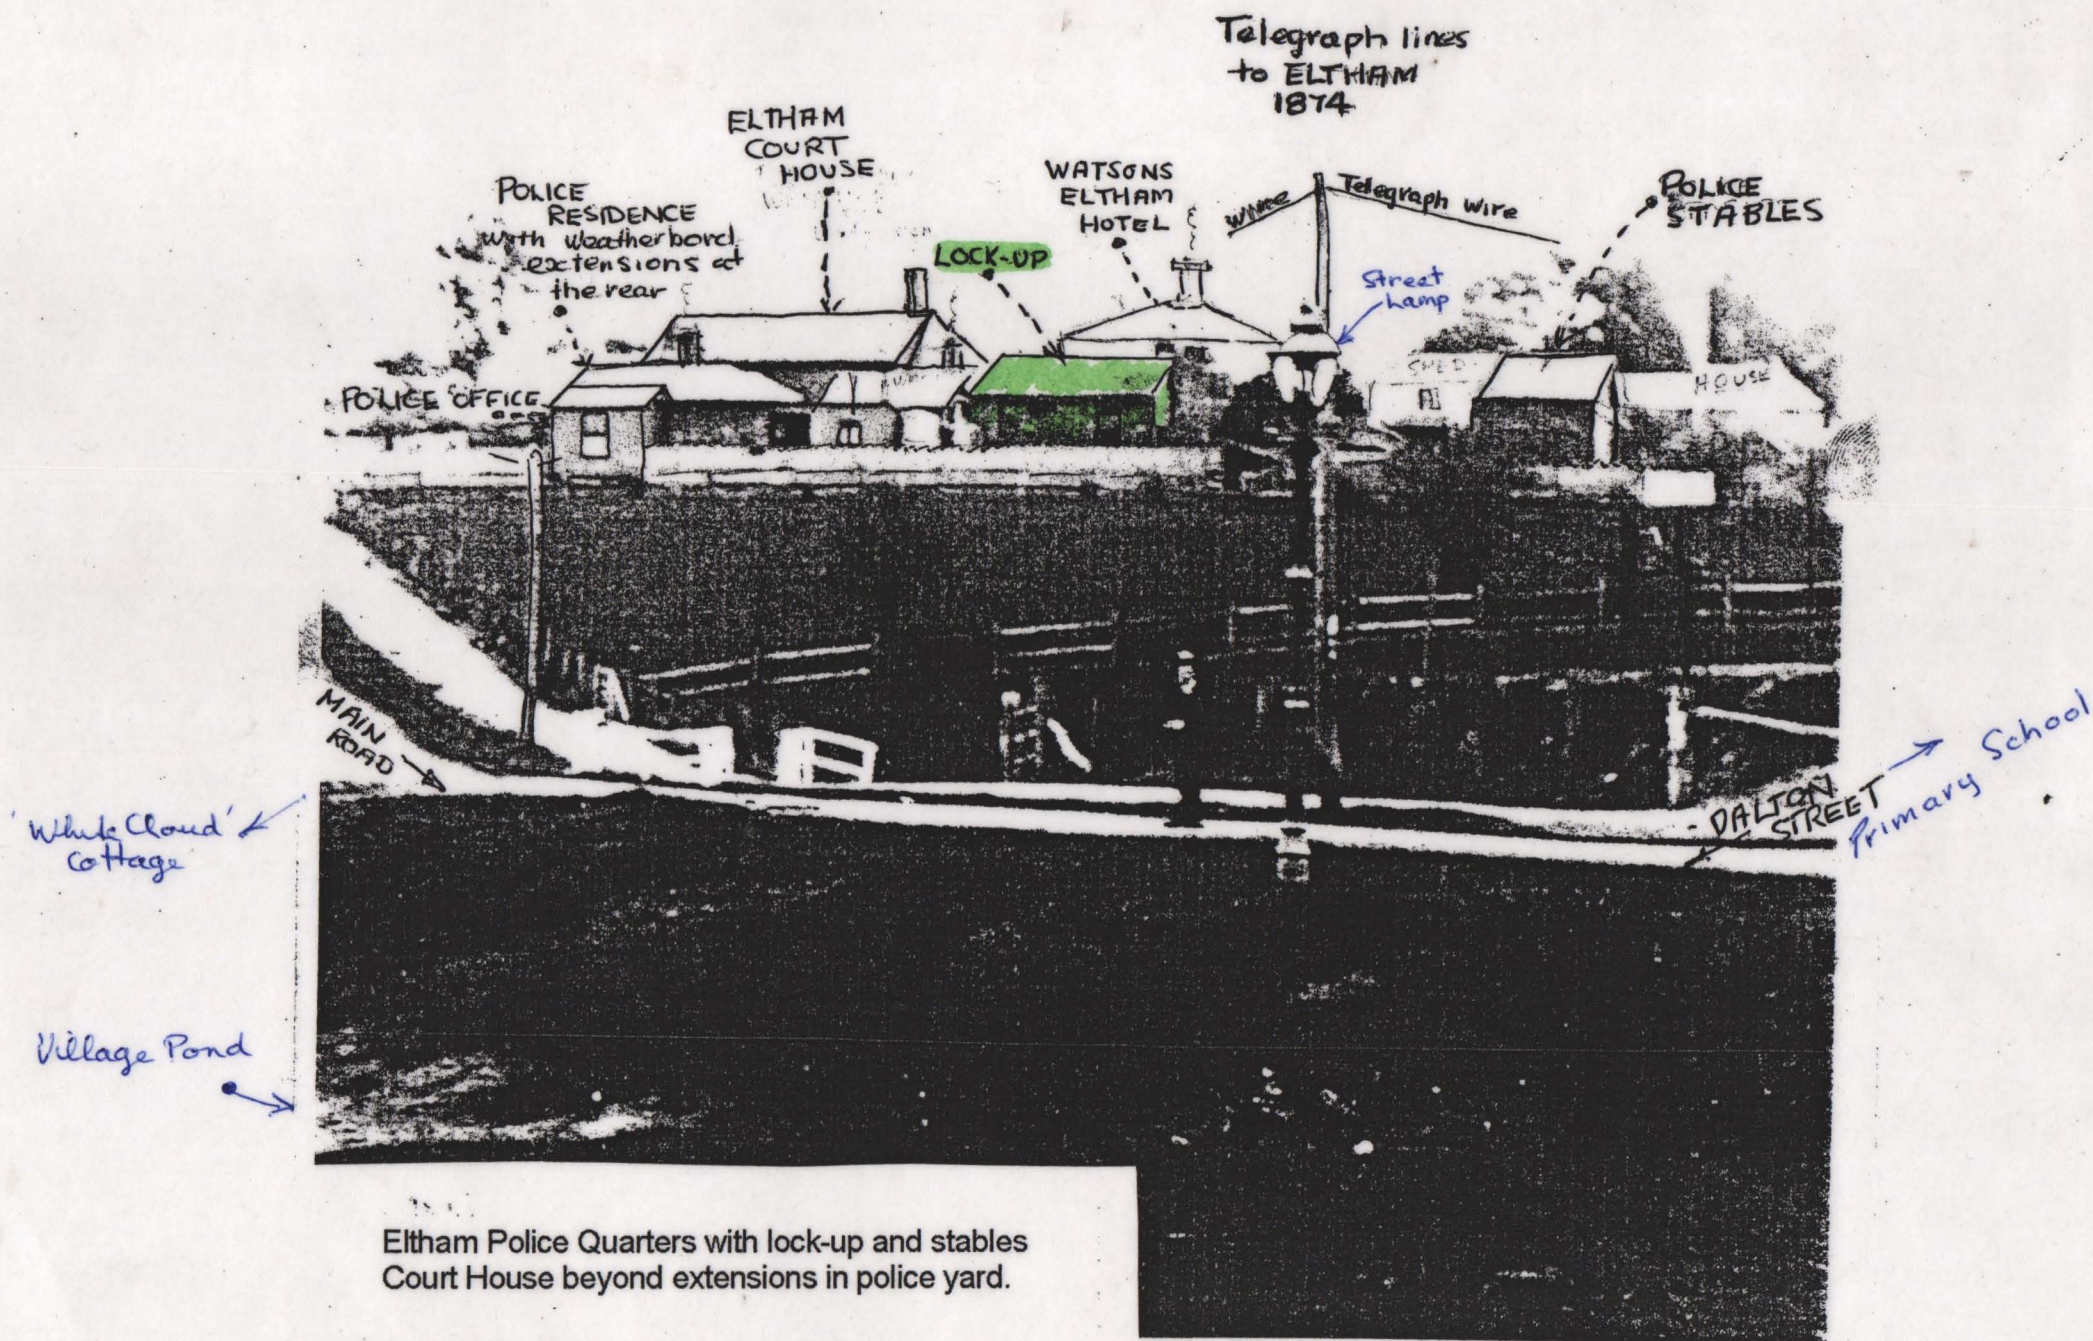 Telegraph lines
to ELTHAM
1874
ELTHAM
COURT
HOUSE
POLICE
RESIDENCE
with weatherbord
extensions at
the rear
LOCK-UP
WATSONS
ELTHAM
HOTEL
wire
Telegraph wire
POLICE
STABLES
Street
Lamp
POLICE OFFICE
SHED
HOUSE
MAIN
ROAD
'White Cloud'
Cottage
DALTON
STREET
Primary School
Village Pond
Eltham Police Quarters with lock-up and stables
Court House beyond extensions in police yard.